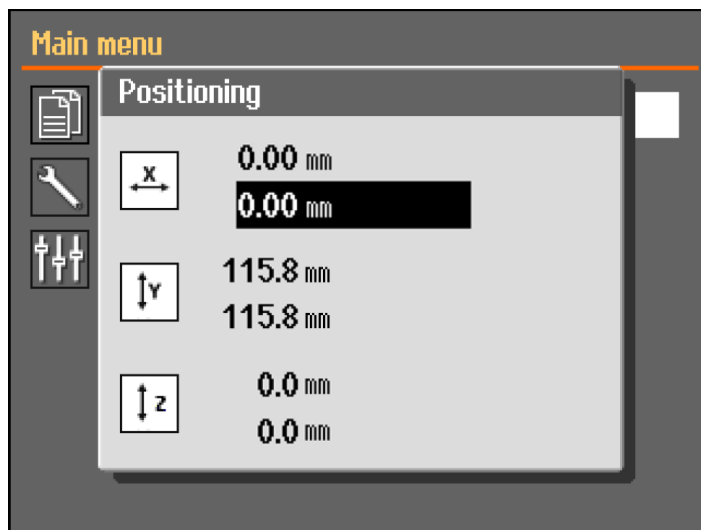 Main menu
Positioning
X
0.00 mm
0.00 mm
Y
115.8 mm
115.8 mm
Z
0.0 mm
0.0 mm